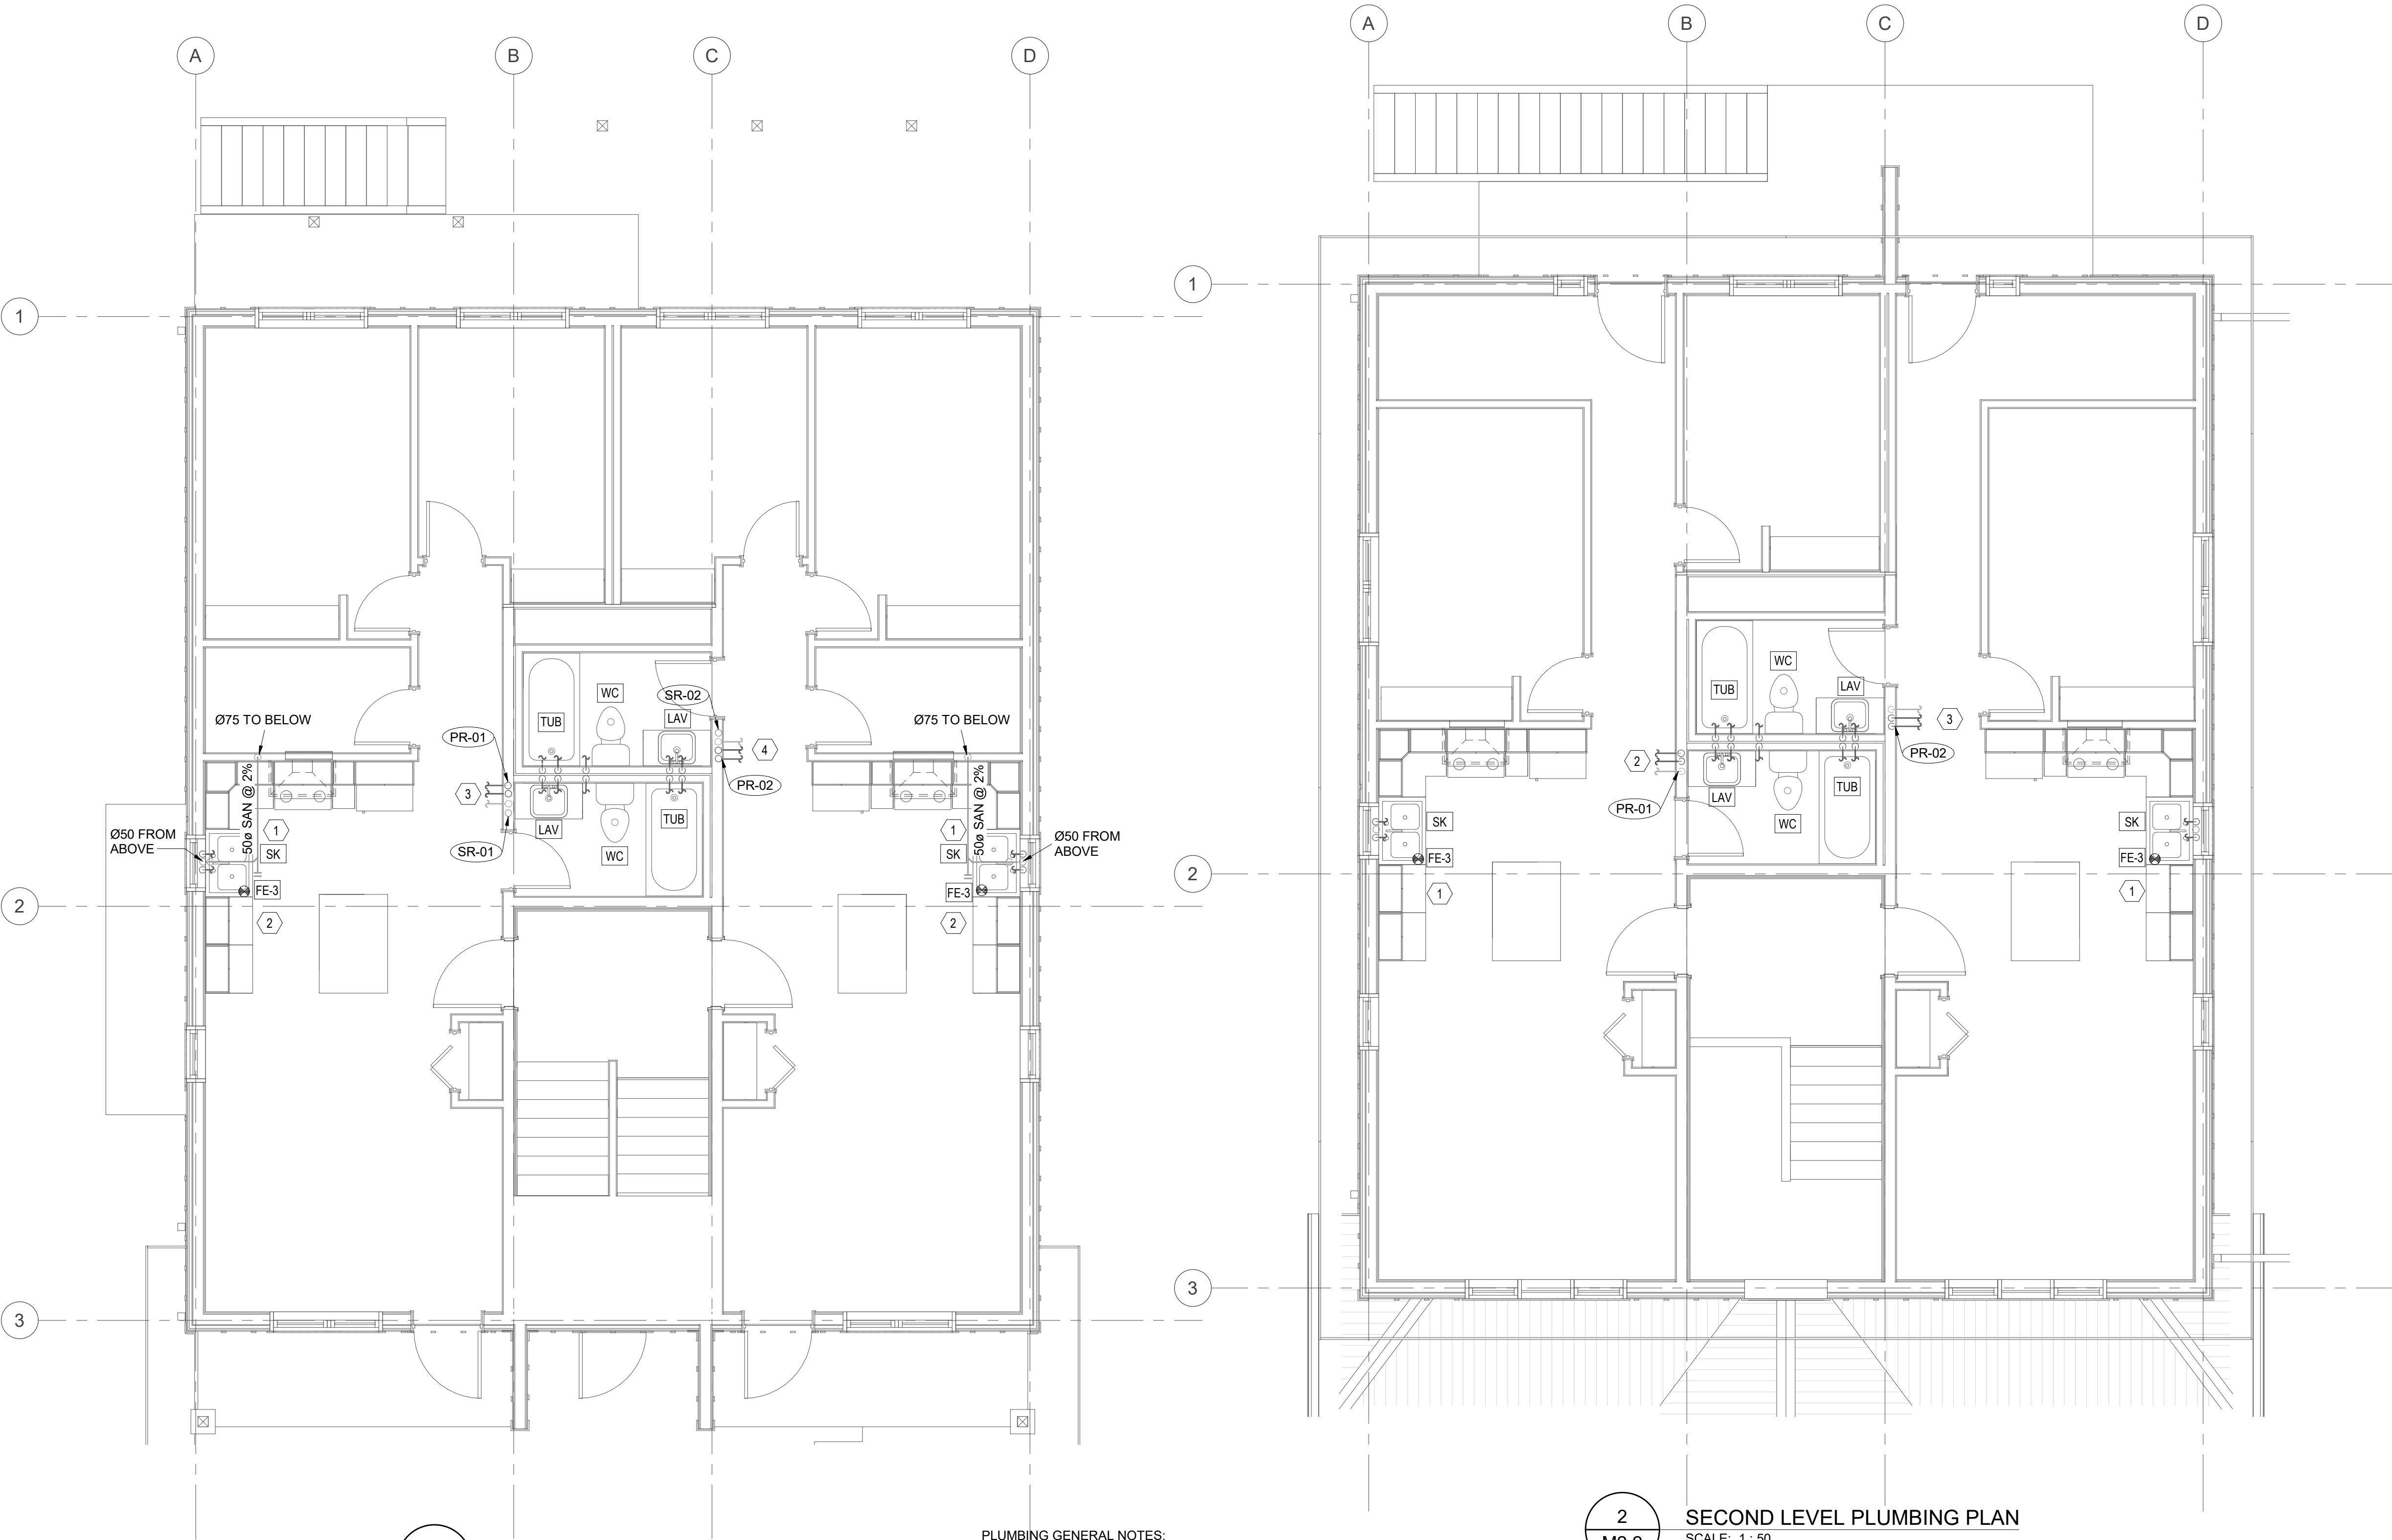 A
B
C
D
1
Ø75 TO BELOW
Ø75 TO BELOW
TUB
WC
SR-02
LAV
PR-01
4
PR-02
3
SR-01
LAV
WC
TUB
50ø SAN @ 2%
1
SK
Ø50 FROM
ABOVE
FE-3
2
50ø SAN @ 2%
1
SK
Ø50 FROM
ABOVE
FE-3
2
2
3
PLUMBING GENERAL NOTES:
A
B
C
D
1
WC
TUB
LAV
3
PR-02
2
PR-01
LAV
WC
TUB
SK
FE-3
1
SK
FE-3
1
2
3
2
SECOND LEVEL PLUMBING PLAN
SCALE: 1 : 50